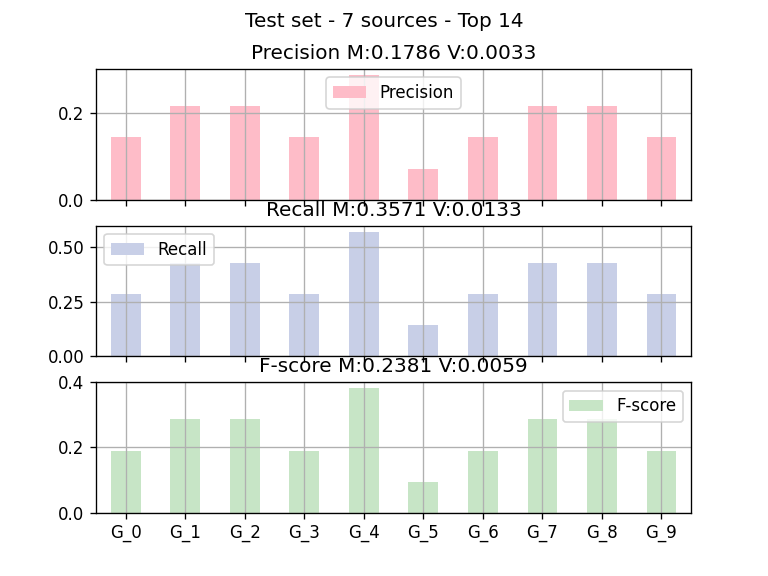 Test set - 7 sources - Top 14
Precision M:0.1786 V:0.0033
Precision
0.2
0.0
Recall M:0.3571 V:0.0133
Recall
0.50
0.25
0.00
F-score M:0.2381 V:0.0059
F-score
0.4
0.2
0.0
G_0 G_1 G_2 G_3 G_4 G_5 G_6 G_7 G_8 G_9